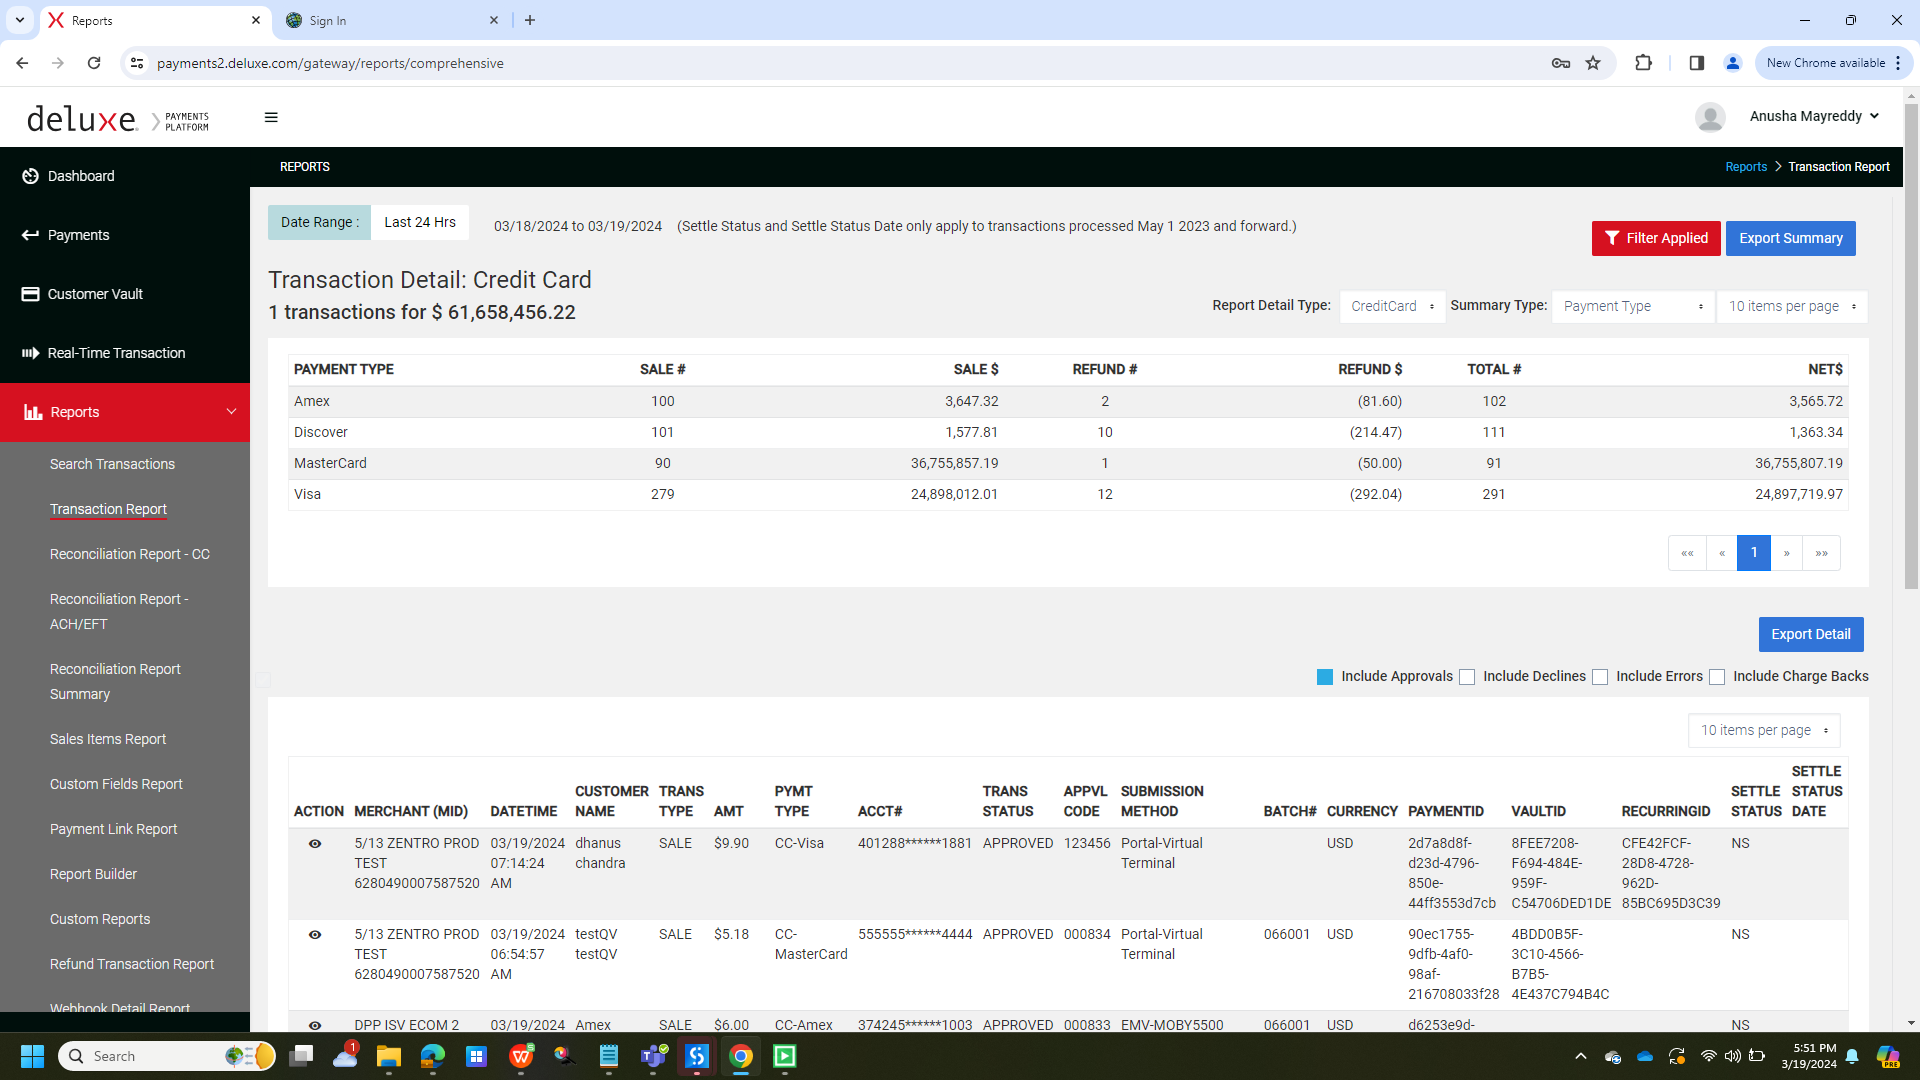 Reports
Sign In
payments2.deluxe.com/gateway/reports/comprehensive
New Chrome available
deluxe. PAYMENTS PLATFORM
Anusha Mayreddy
REPORTS
Reports > Transaction Report
Dashboard
Payments
Customer Vault
Real-Time Transaction
Reports
Search Transactions
Transaction Report
Reconciliation Report - CC
Reconciliation Report -
ACH/EFT
Reconciliation Report
Summary
Sales Items Report
Custom Fields Report
Payment Link Report
Report Builder
Custom Reports
Refund Transaction Report
Webhook Detail Report
Date Range : Last 24 Hrs 03/18/2024 to 03/19/2024 (Settle Status and Settle Status Date only apply to transactions processed May 1 2023 and forward.)
Filter Applied Export Summary
Transaction Detail: Credit Card
1 transactions for $ 61,658,456.22
Report Detail Type: CreditCard Summary Type: Payment Type 10 items per page
PAYMENT TYPE SALE # SALE $ REFUND # REFUND $ TOTAL # NET$
Amex 100 3,647.32 2 (81.60) 102 3,565.72
Discover 101 1,577.81 10 (214.47) 111 1,363.34
MasterCard 90 36,755,857.19 1 (50.00) 91 36,755,807.19
Visa 279 24,898,012.01 12 (292.04) 291 24,897,719.97
«« « 1 » »»
Export Detail
Include Approvals Include Declines Include Errors Include Charge Backs
10 items per page
SETTLE
CUSTOMER TRANS PYMT TRANS APPVL SUBMISSION SETTLE STATUS
ACTION MERCHANT (MID) DATETIME NAME TYPE AMT TYPE ACCT# STATUS CODE METHOD BATCH# CURRENCY PAYMENTID VAULTID RECURRINGID STATUS DATE
5/13 ZENTRO PROD 03/19/2024 dhanus SALE $9.90 CC-Visa 401288******1881 APPROVED 123456 Portal-Virtual USD 2d7a8d8f- 8FEE7208- CFE42FCF- NS
TEST 07:14:24 chandra Terminal d23d-4796- F694-484E- 28D8-4728-
6280490007587520 AM 850e- 959F- 962D-
44ff3553d7cb C54706DED1DE 85BC695D3C39
5/13 ZENTRO PROD 03/19/2024 testQV SALE $5.18 CC- 555555******4444 APPROVED 000834 Portal-Virtual 066001 USD 90ec1755- 4BDD0B5F- NS
TEST 06:54:57 testQV MasterCard Terminal 9dfb-4af0- 3C10-4566-
6280490007587520 AM 98af- B7B5-
216708033f28 4E437C794B4C
DPP ISV ECOM 2 03/19/2024 Amex SALE $6.00 CC-Amex 374245******1003 APPROVED 000833 EMV-MOBY5500 066001 USD d6253e9d- NS
Search
1
5:51 PM
3/19/2024